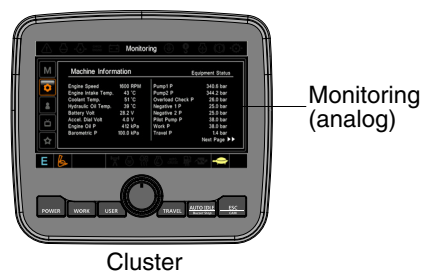 Monitoring
M
Machine Information
Equipment Status
Engine Speed 1600 RPM
Engine Intake Temp. 43 °C
Coolant Temp. 51 °C
Hydraulic Oil Temp. 39 °C
Battery Volt 28.2 V
Accel. Dial Volt 4.0 V
Engine Oil P 412 kPa
Barometric P 100.0 kPa
Pump1 P 340.6 bar
Pump2 P 344.2 bar
Overload Check P 26.0 bar
Negative 1 P 25.0 bar
Negative 2 P 25.0 bar
Pilot Pump P 38.0 bar
Work P 38.0 bar
Travel P 1.4 bar
Next Page
E
POWER
WORK
USER
TRAVEL
AUTO IDLE
ESC
Monitoring
(analog)
Cluster